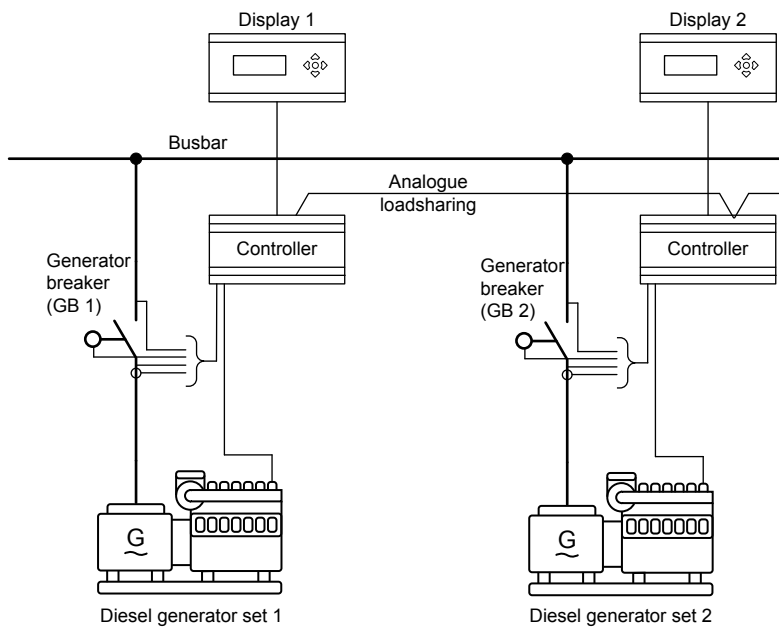 Display 1
Display 2
Busbar
Analogue
loadsharing
Controller
Controller
Generator
breaker
(GB 1)
Generator
breaker
(GB 2)
G
G
Diesel generator set 1
Diesel generator set 2